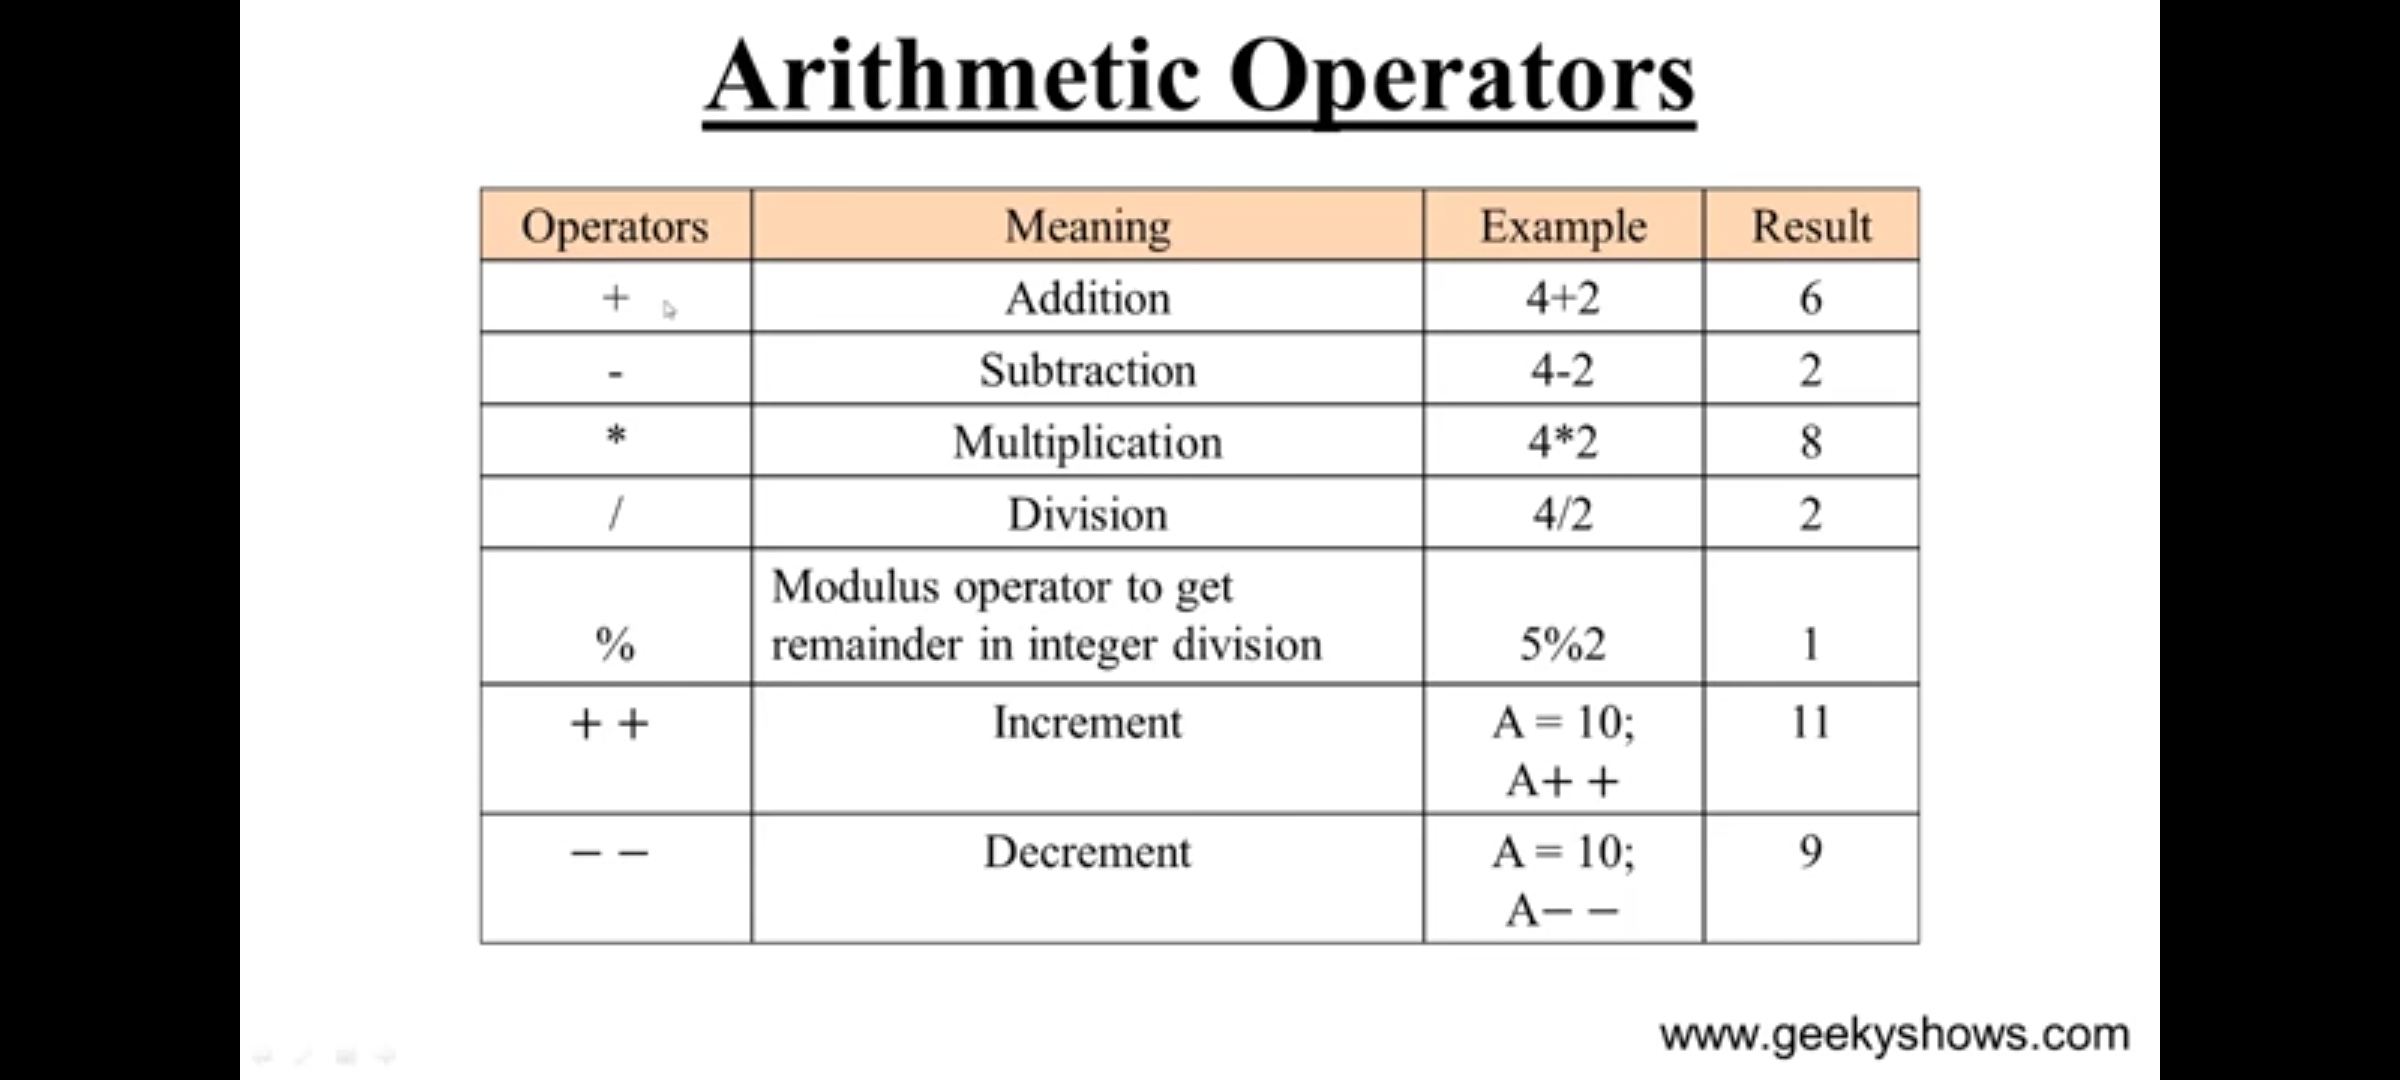 Arithmetic Operators
Operators Meaning Example Result
+ Addition 4+2 6
- Subtraction 4-2 2
* Multiplication 4*2 8
/ Division 4/2 2
Modulus operator to get
% remainder in integer division 5%2 1
+ + Increment A = 10; 11
A+ +
− − Decrement A = 10; 9
A− −
www.geekyshows.com